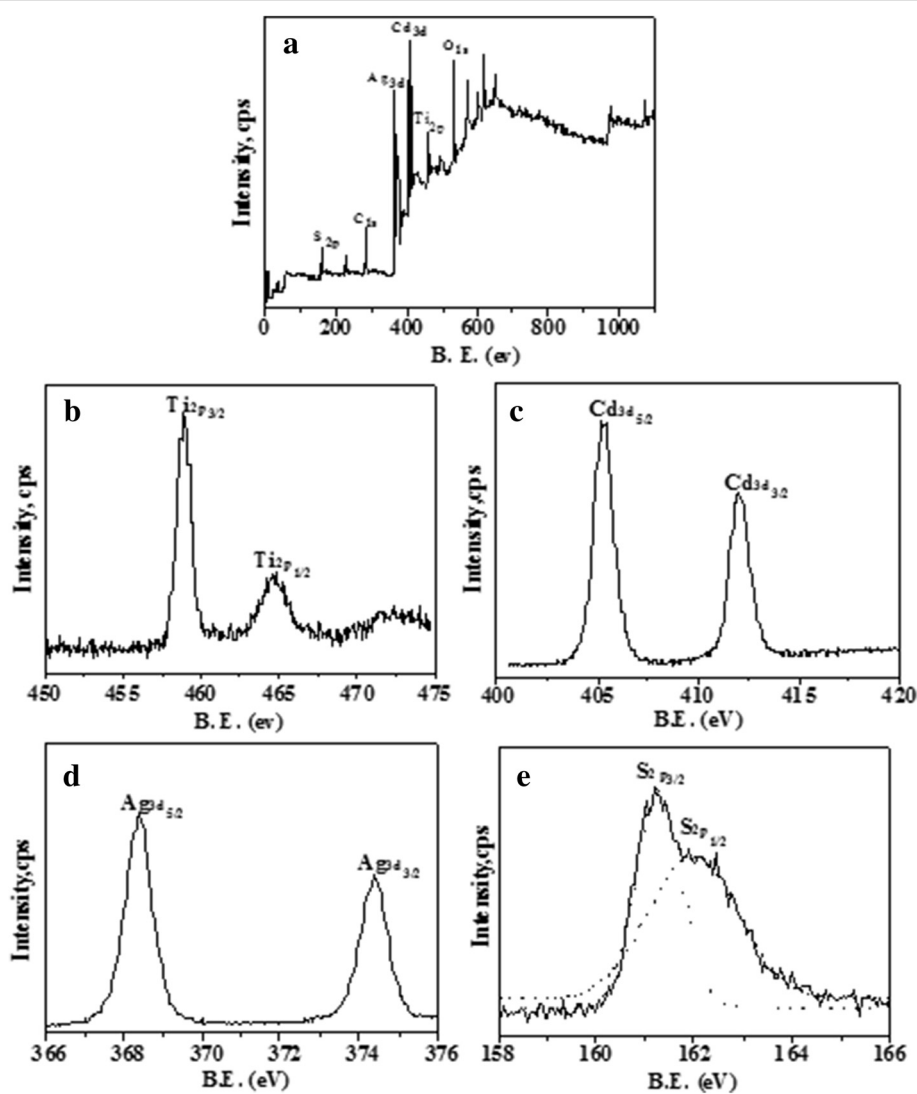 a
Cd3d
O1s
Ag3d
Ti2p
C1s
S 2p
Intensity, cps
0 200 400 600 800 1000
B. E. (ev)
b
Ti2p3/2
Ti2p1/2
Intensity, cps
450 455 460 465 470 475
B.E. (ev)
c
Cd3d5/2
Cd3d3/2
Intensity,cps
400 405 410 415 420
B.E. (eV)
d
Ag3d5/2
Ag3d3/2
Intensity,cps
366 368 370 372 374 376
B.E. (eV)
e
S2p3/2
S2p1/2
Intensity,cps
158 160 162 164 166
B.E. (eV)